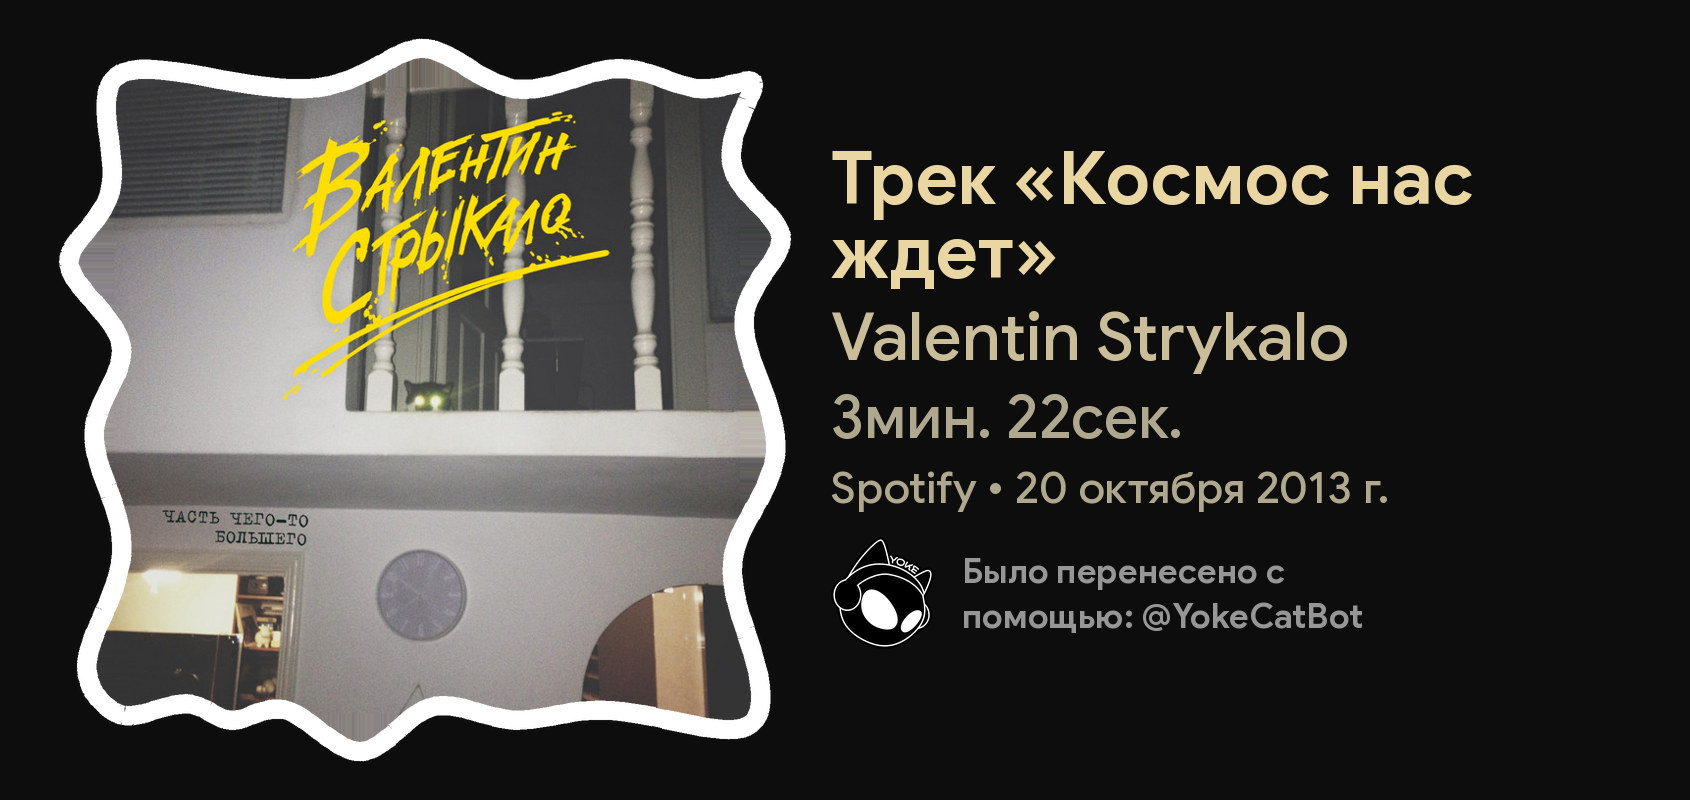 ВАЛЕНТИН
СТРЫКАЛО
ЧАСТЬ ЧЕГО-ТО
БОЛЬШЕГО
Трек «Космос нас
ждет»
Valentin Strykalo
3мин. 22сек.
Spotify • 20 октября 2013 г.
YOKE
Было перенесено с
помощью: @YokeCatBot